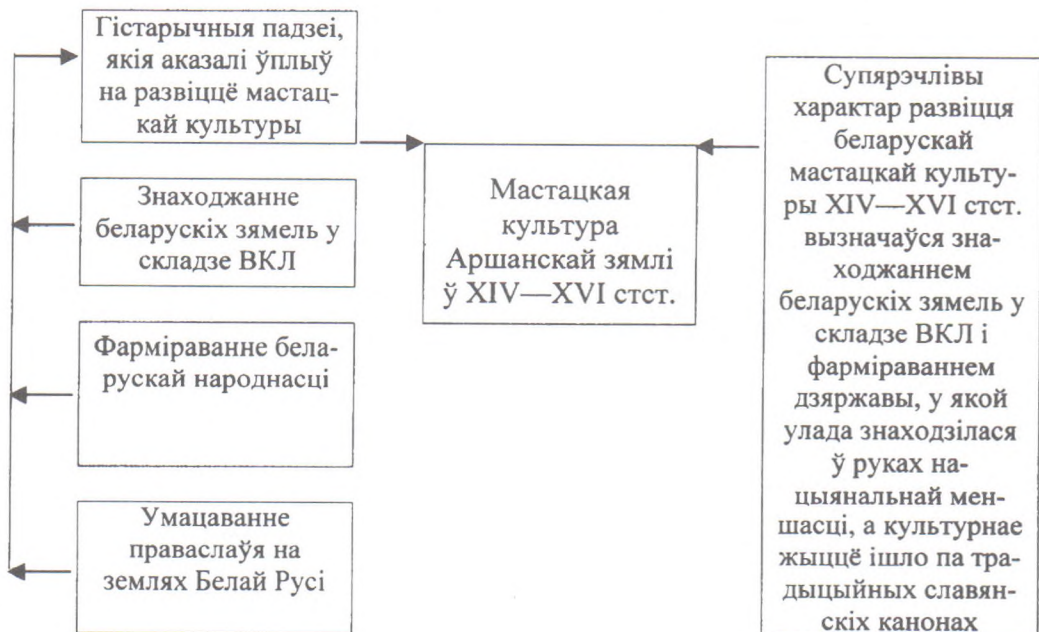 Гістарычныя падзеі,
якія аказалі ўплыў
на развіццё мастац-
кай культуры
Знаходжанне
беларускіх зямель у
складзе ВКЛ
Фарміраванне бела-
рускай народнасці
Умацаванне
праваслаўя на
землях Белай Русі
Мастацкая
культура
Аршанскай зямлі
ў XIV—XVI стст.
Супярэчлівы
характар развіцця
беларускай
мастацкай культу-
ры XIV—XVI стст.
вызначаўся зна-
ходжаннем
беларускіх зямель у
складзе ВКЛ і
фарміраваннем
дзяржавы, у якой
улада знаходзілася
ў руках на-
цыянальнай мен-
шасці, а культурнае
жыццё ішло па тра-
дыцыйных славян-
скіх канонах